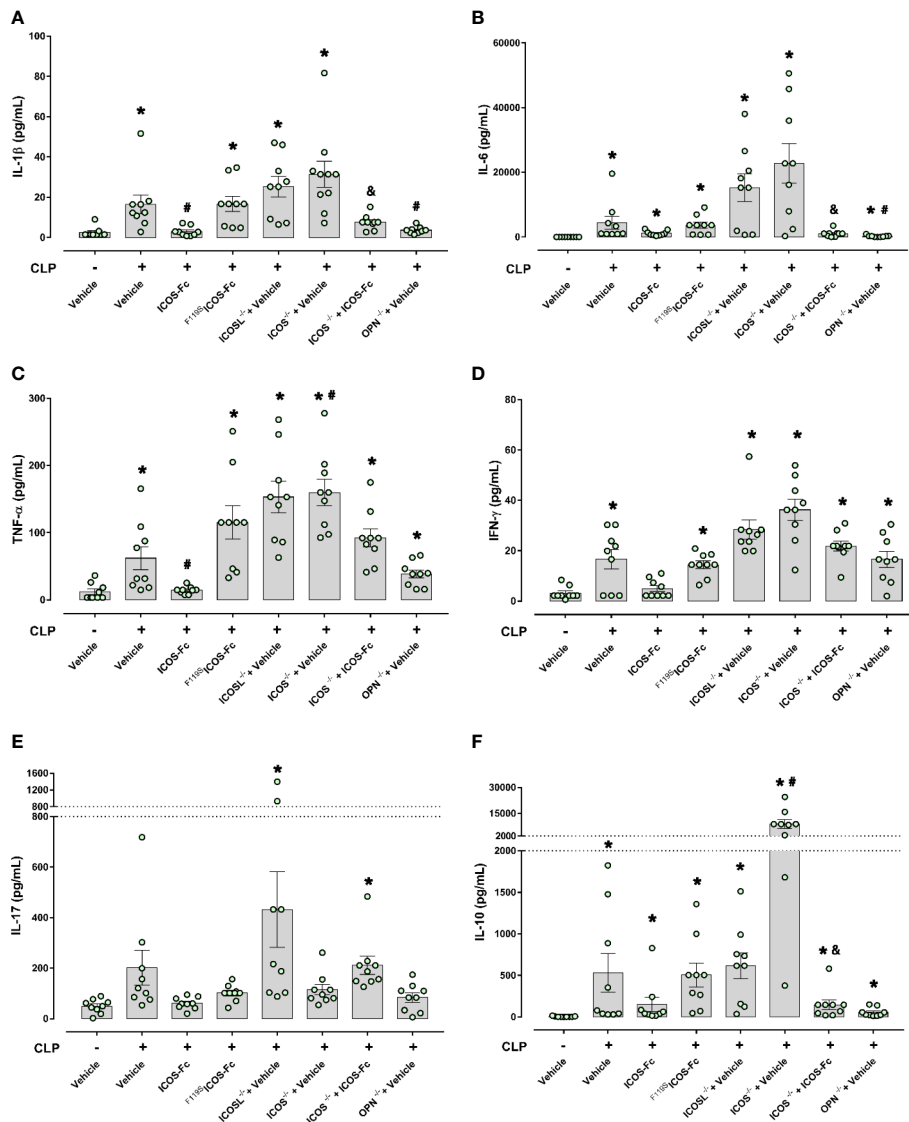 A
IL-1β (pg/mL)
100
80
60
40
20
0
* # * * * & #
CLP - + + + + + + +
Vehicle Vehicle ICOS-Fc F119SICOS-Fc ICOSL-/- + Vehicle ICOS-/- + Vehicle ICOS-/- + ICOS-Fc OPN-/- + Vehicle
B
IL-6 (pg/mL)
60000
40000
20000
0
* * * * * & * #
CLP - + + + + + + +
Vehicle Vehicle ICOS-Fc F119SICOS-Fc ICOSL-/- + Vehicle ICOS-/- + Vehicle ICOS-/- + ICOS-Fc OPN-/- + Vehicle
C
TNF-α (pg/mL)
300
200
100
0
* # * * * # * *
CLP - + + + + + + +
Vehicle Vehicle ICOS-Fc F119SICOS-Fc ICOSL-/- + Vehicle ICOS-/- + Vehicle ICOS-/- + ICOS-Fc OPN-/- + Vehicle
D
IFN-γ (pg/mL)
80
60
40
20
0
* * * * * *
CLP - + + + + + + +
Vehicle Vehicle ICOS-Fc F119SICOS-Fc ICOSL-/- + Vehicle ICOS-/- + Vehicle ICOS-/- + ICOS-Fc OPN-/- + Vehicle
E
IL-17 (pg/mL)
1600
1200
800
800
600
400
200
0
* *
CLP - + + + + + + +
Vehicle Vehicle ICOS-Fc F119SICOS-Fc ICOSL-/- + Vehicle ICOS-/- + Vehicle ICOS-/- + ICOS-Fc OPN-/- + Vehicle
F
IL-10 (pg/mL)
30000
15000
2000
2000
1500
1000
500
0
* * * * * # * & *
CLP - + + + + + + +
Vehicle Vehicle ICOS-Fc F119SICOS-Fc ICOSL-/- + Vehicle ICOS-/- + Vehicle ICOS-/- + ICOS-Fc OPN-/- + Vehicle